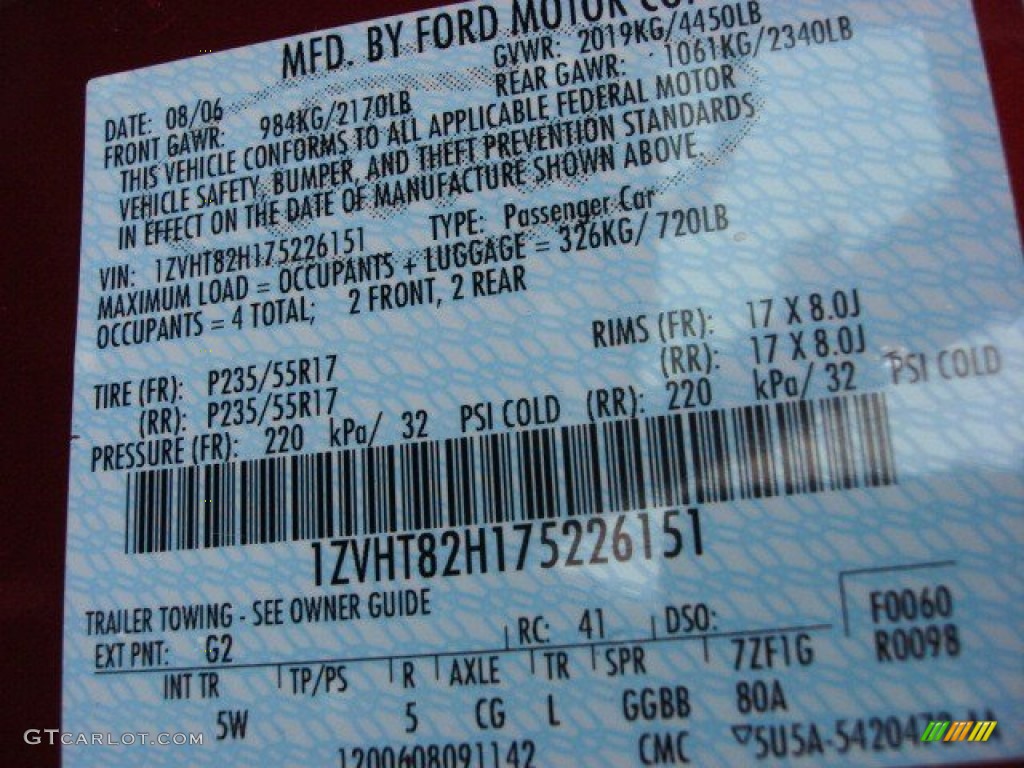 MFD. BY FORD MOTOR CO
DATE: 08/06 GVWR: 2019KG/4450LB
FRONT GAWR: 984KG/2170LB REAR GAWR: 1061KG/2340LB
THIS VEHICLE CONFORMS TO ALL APPLICABLE FEDERAL MOTOR
VEHICLE SAFETY, BUMPER, AND THEFT PREVENTION STANDARDS
IN EFFECT ON THE DATE OF MANUFACTURE SHOWN ABOVE
VIN: 1ZVHT82H175226151 TYPE: Passenger Car
MAXIMUM LOAD = OCCUPANTS + LUGGAGE = 326KG/ 720LB
OCCUPANTS = 4 TOTAL; 2 FRONT, 2 REAR
TIRE (FR): P235/55R17 RIMS (FR): 17 X 8.0J
(RR): P235/55R17 (RR): 17 X 8.0J
PRESSURE (FR): 220 kPa/ 32 PSI COLD (RR): 220 kPa/ 32 PSI COLD
1ZVHT82H175226151
TRAILER TOWING - SEE OWNER GUIDE
F0060
EXT PNT: G2 RC: 41 DSO: R0098
INT TR TP/PS R AXLE TR SPR 7ZF1G
5W 5 CG L GGBB 80A
1200608091142 CMC
GTCARLOT.COM